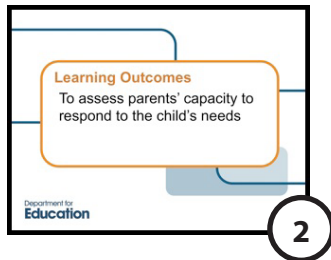 Learning Outcomes
To assess parents’ capacity to
respond to the child’s needs
Department for
Education
2